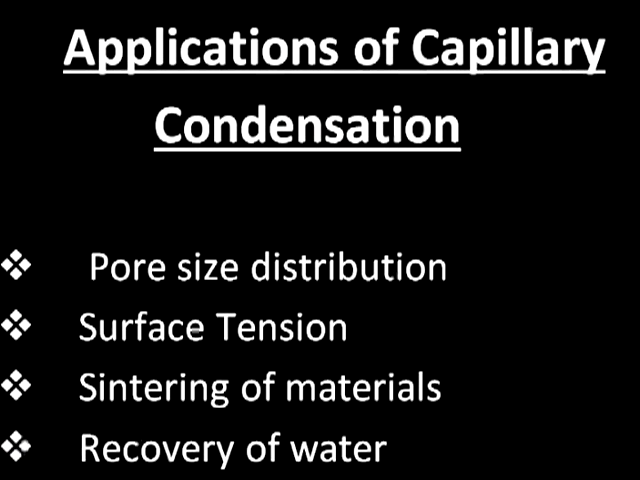 Applications of Capillary
Condensation
❖ Pore size distribution
❖ Surface Tension
❖ Sintering of materials
❖ Recovery of water